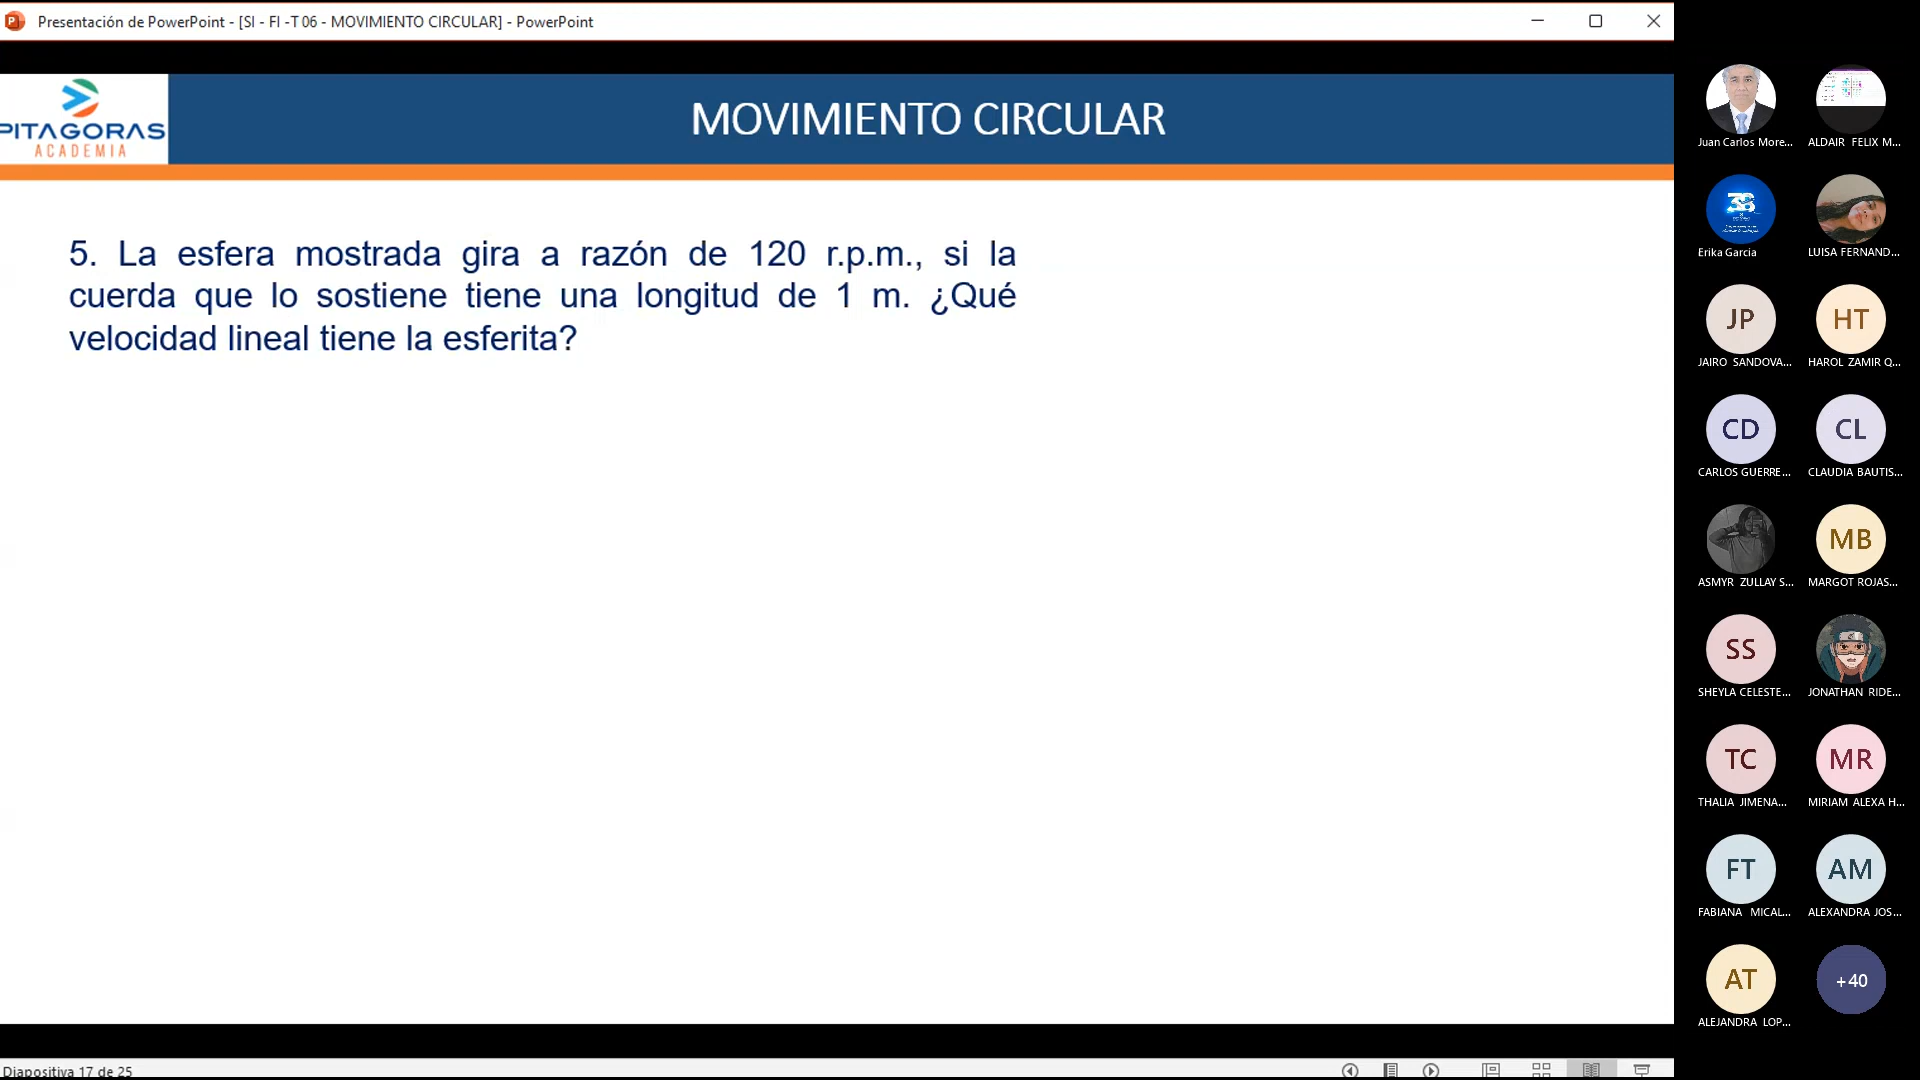 Presentación de PowerPoint - [SI - FI -T 06 - MOVIMIENTO CIRCULAR] - PowerPoint
PITAGORAS
ACADEMIA
MOVIMIENTO CIRCULAR
5. La esfera mostrada gira a razón de 120 r.p.m., si la
cuerda que lo sostiene tiene una longitud de 1 m. ¿Qué
velocidad lineal tiene la esferita?
Juan Carlos More...
ALDAIR FELIX M...
38
Erika Garcia
LUISA FERNAND...
JP
HT
JAIRO SANDOVA...
HAROL ZAMIR Q...
CD
CL
CARLOS GUERRE...
CLAUDIA BAUTIS...
MB
ASMYR ZULLAY S...
MARGOT ROJAS...
SS
SHEYLA CELESTE...
JONATHAN RIDE...
TC
MR
THALIA JIMENA...
MIRIAM ALEXA H...
FT
AM
FABIANA MICAL...
ALEXANDRA JOS...
AT
+40
ALEJANDRA LOP...
Diapositiva 17 de 25